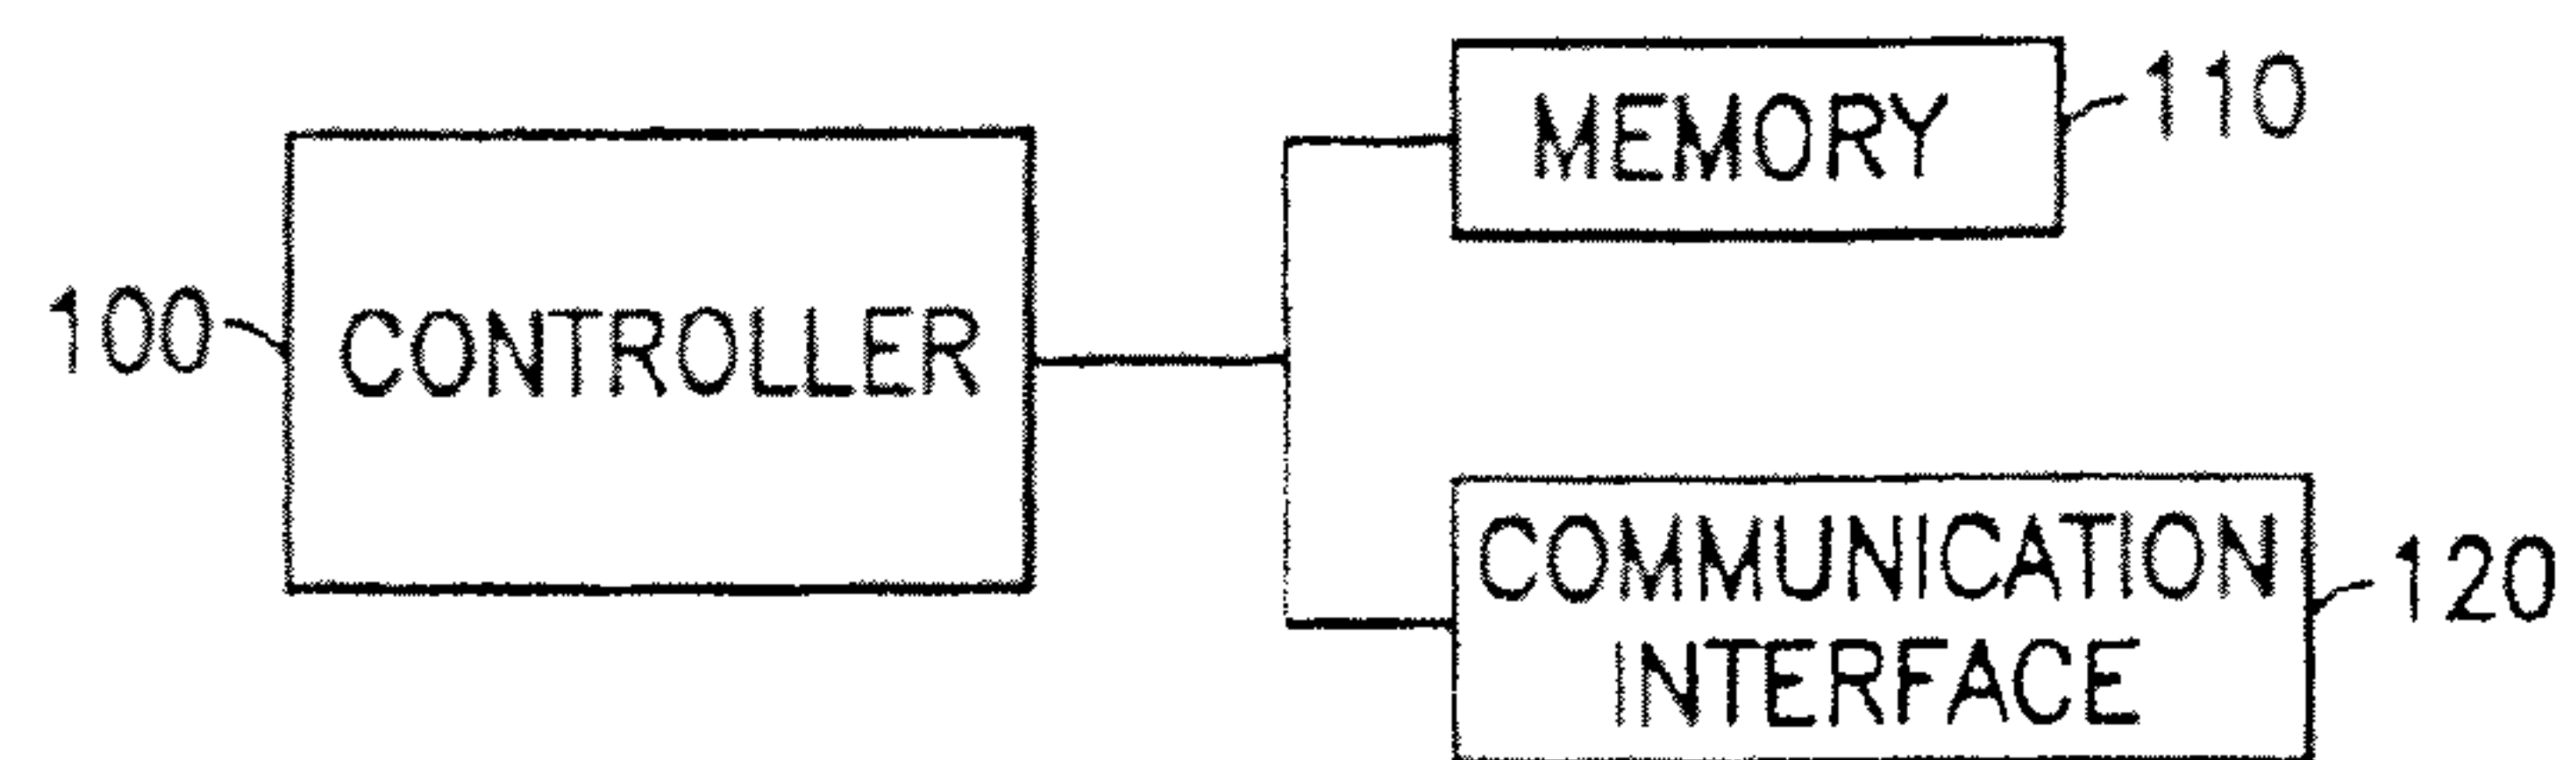 MEMORY
110
100
CONTROLLER
COMMUNICATION
INTERFACE
120